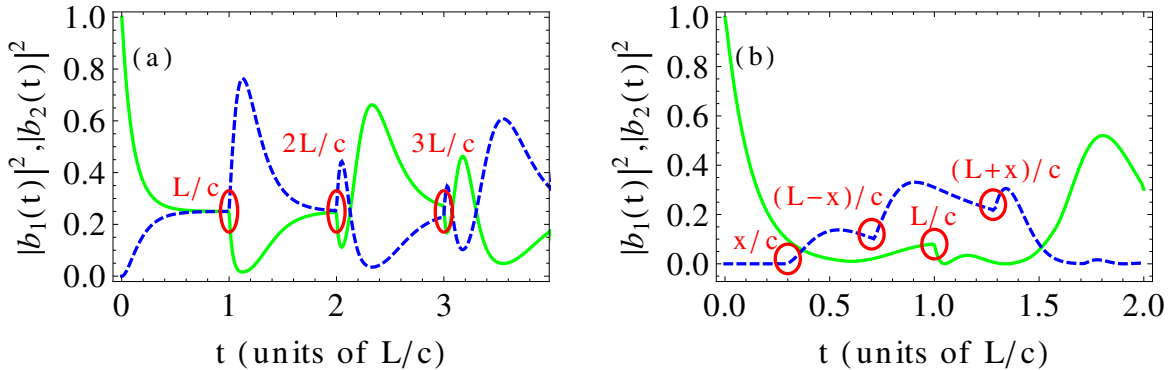 |b₁(t)|²,|b₂(t)|²
1.0
0.8
0.6
0.4
0.2
0.0
(a)
L/c
2L/c
3L/c
0 1 2 3
t (units of L/c)
|b₁(t)|²,|b₂(t)|²
1.0
0.8
0.6
0.4
0.2
0.0
(b)
x/c
(L−x)/c
L/c
(L+x)/c
0.0 0.5 1.0 1.5 2.0
t (units of L/c)